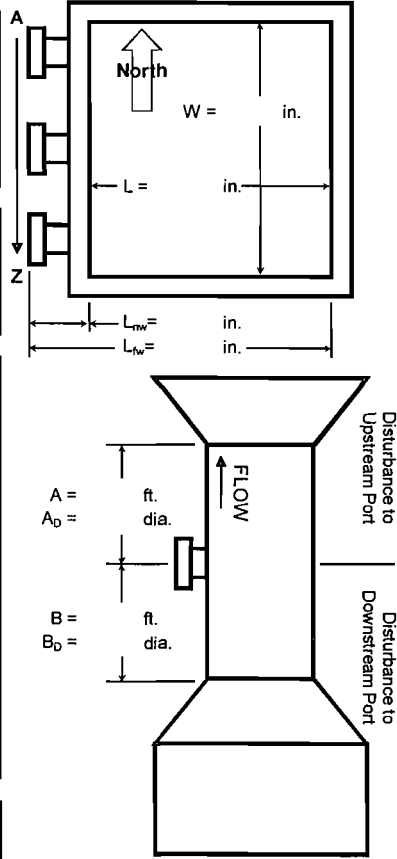 A
North
W = in.
L = in.
Z
Lnw= in.
Lfw= in.
Disturbance to
Upstream Port
FLOW
A = ft.
AD = dia.
B = ft.
BD = dia.
Disturbance to
Downstream Port